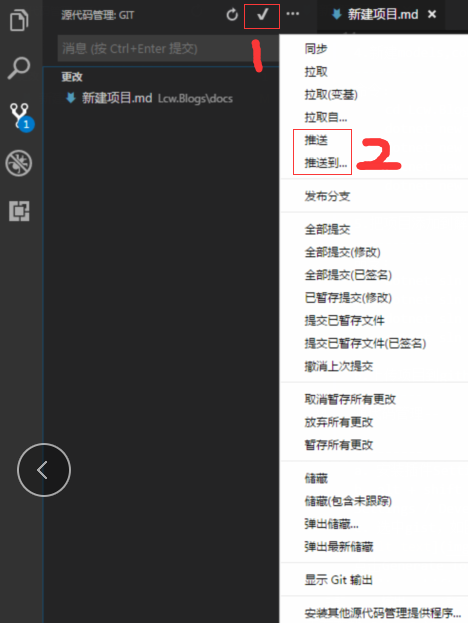 源代码管理: GIT
新建项目.md
消息 (按 Ctrl+Enter 提交)
1
更改
新建项目.md Lcw.Blogs\docs
1
同步
拉取
拉取(变基)
拉取自...
推送
推送到...
2
发布分支
全部提交
全部提交(修改)
全部提交(已签名)
已暂存提交(修改)
提交已暂存文件
提交已暂存文件(已签名)
撤消上次提交
取消暂存所有更改
放弃所有更改
暂存所有更改
储藏
储藏(包含未跟踪)
弹出储藏...
弹出最新储藏
显示 Git 输出
安装其他源代码管理提供程序...